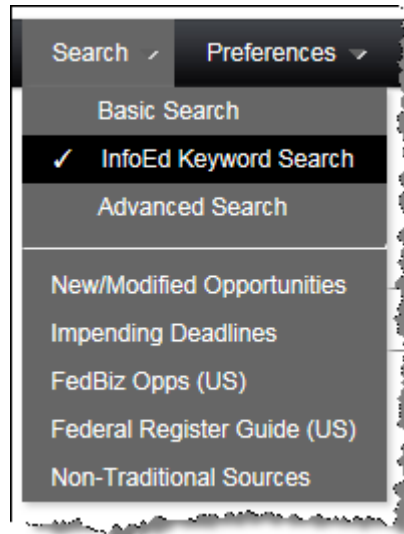 Search Preferences
Basic Search
✓ InfoEd Keyword Search
Advanced Search
New/Modified Opportunities
Impending Deadlines
FedBiz Opps (US)
Federal Register Guide (US)
Non-Traditional Sources